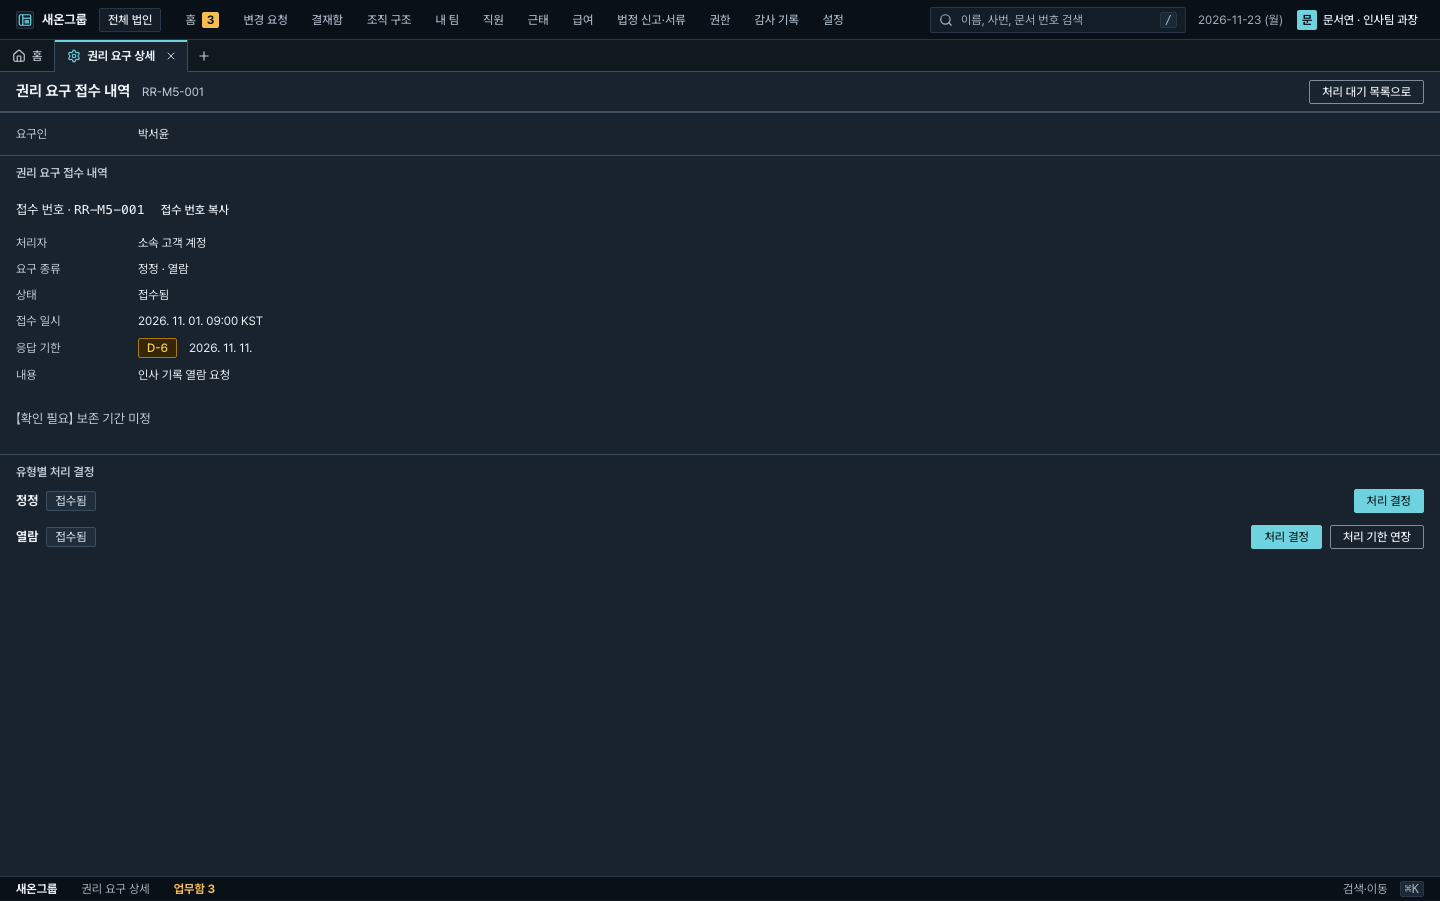 새온그룹 전체 법인 홈 3 변경 요청 결재함 조직 구조 내 팀 직원 근태 급여 법정 신고·서류 권한 감사 기록 설정 이름, 사번, 문서 번호 검색 / 2026-11-23 (월) 문 문서연 · 인사팀 과장
홈 권리 요구 상세
권리 요구 접수 내역 RR-M5-001 처리 대기 목록으로
요구인 박서윤
권리 요구 접수 내역
접수 번호 · RR-M5-001 접수 번호 복사
처리자 소속 고객 계정
요구 종류 정정 · 열람
상태 접수됨
접수 일시 2026. 11. 01. 09:00 KST
응답 기한 D-6 2026. 11. 11.
내용 인사 기록 열람 요청
【확인 필요】 보존 기간 미정
유형별 처리 결정
정정 접수됨 처리 결정
열람 접수됨 처리 결정 처리 기한 연장
새온그룹 권리 요구 상세 업무함 3 검색·이동 ⌘K